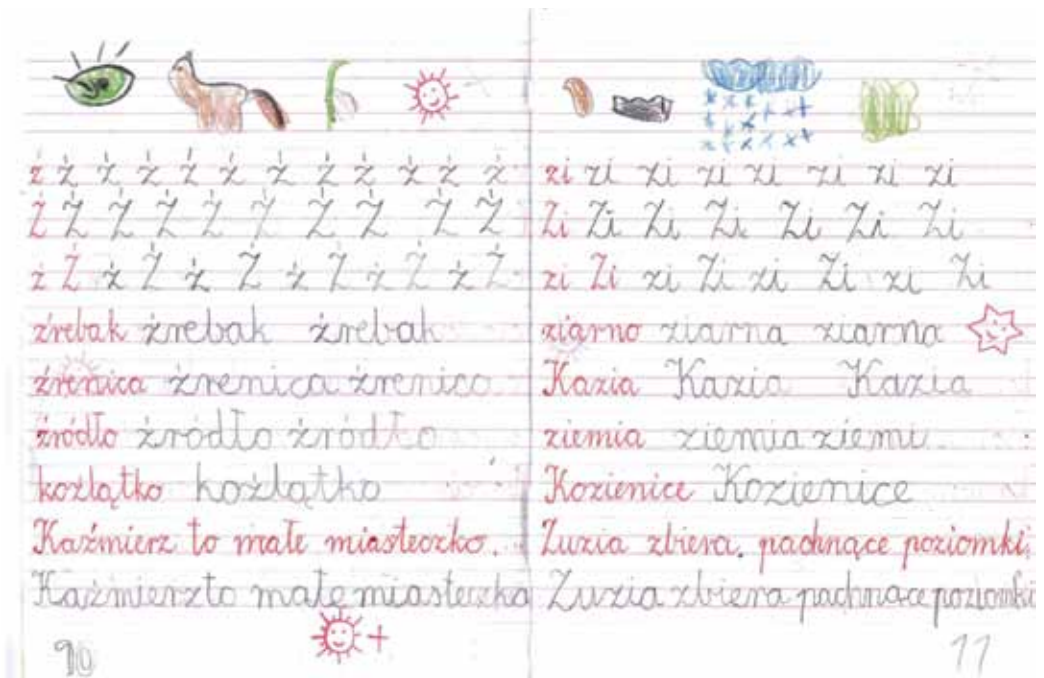 ź ź ź ź ź ź ź ź ź ź ź ź
Ź Ź Ź Ź Ź Ź Ź Ź Ź Ź Ź
ź Ź ź Ź ź Ź ź Ź ź Ź ź Ź
źrebak źrebak źrebak
źrenica źrenica źrenica
źródło źródło źródło
koźlątko koźlątko
Kaźmierz to małe miasteczko.
Kaźmierz to małe miasteczko
10
zi zi zi zi zi zi zi zi
Zi Zi Zi Zi Zi Zi Zi
zi Zi zi Zi zi Zi zi Zi
ziarno ziarna ziarna
Kazia Kazia Kazia
ziemia ziemia ziemi
Kozienice Kozienice
Zuzia zbiera pachnące poziomki.
Zuzia zbiera pachnące poziomki
11